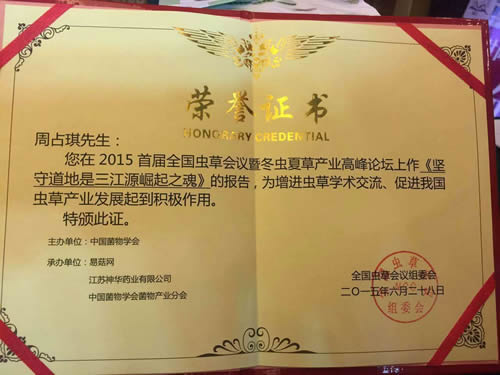 荣誉证书
HONORARY CREDENTIAL
周占琪先生：
您在2015首届全国虫草会议暨冬虫夏草产业高峰论坛上作《坚
守道地是三江源崛起之魂》的报告，为增进虫草学术交流、促进我国
虫草产业发展起到积极作用。
特颁此证。
主办单位：中国菌物学会
承办单位：易菇网
江苏神华药业有限公司
中国菌物学会菌物产业分会
全国虫草会议组委会
二〇一五年六月二十八日
虫草
组委会